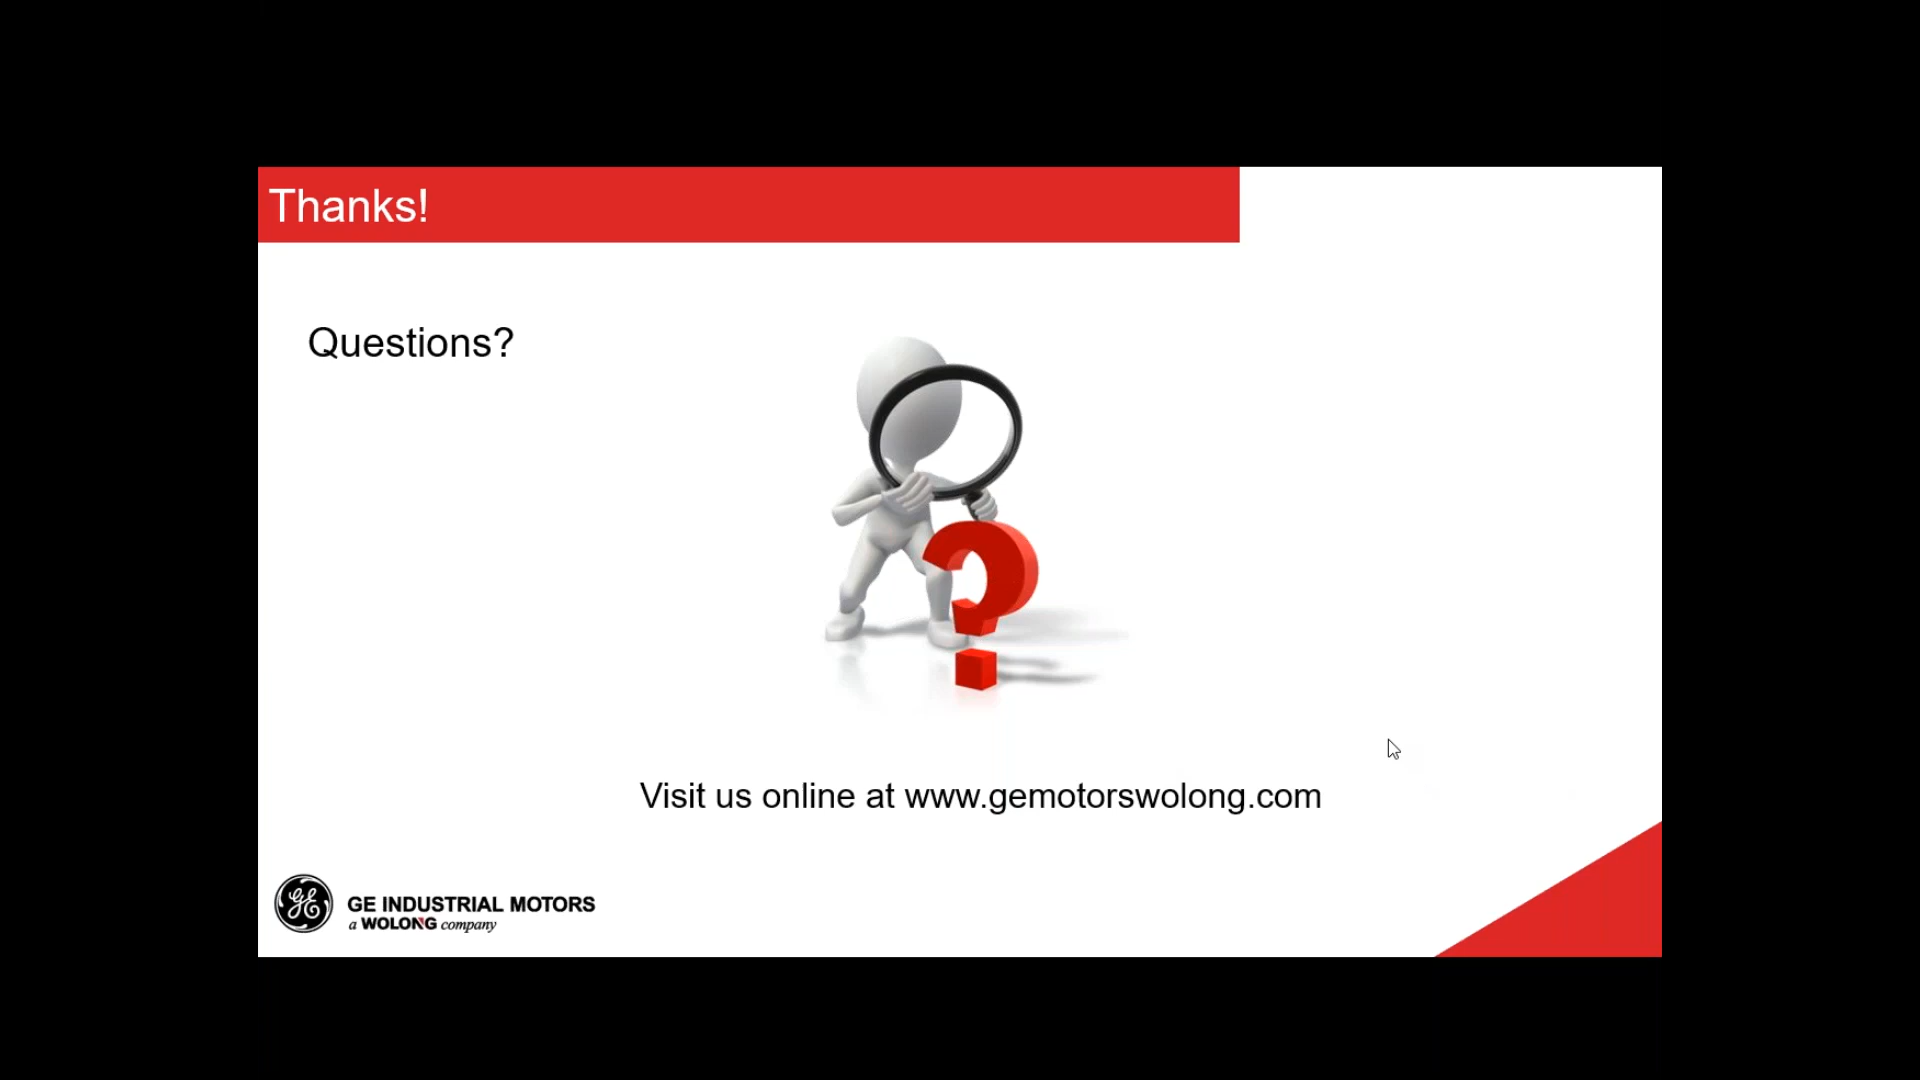 Thanks!
Questions?
Visit us online at www.gemotorswolong.com
GE INDUSTRIAL MOTORS
a WOLONG company